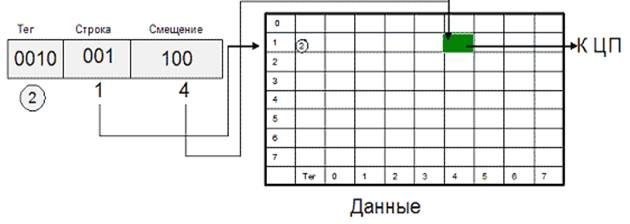 Тег Строка Смещение
0010 001 100
2 1 4
0
1 2
2
3
4
5
6
7
Тег 0 1 2 3 4 5 6 7
К ЦП
Данные